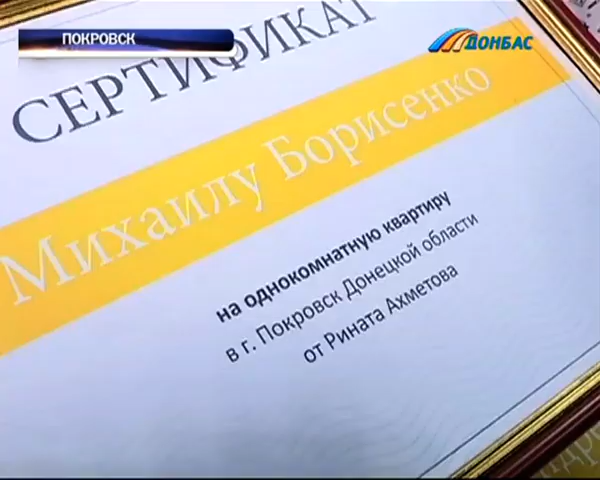 ПОКРОВСК
ДОНБАС
СЕРТИФИКАТ
Михаилу Борисенко
на однокомнатную квартиру
в г. Покровск Донецкой области
от Рината Ахметова